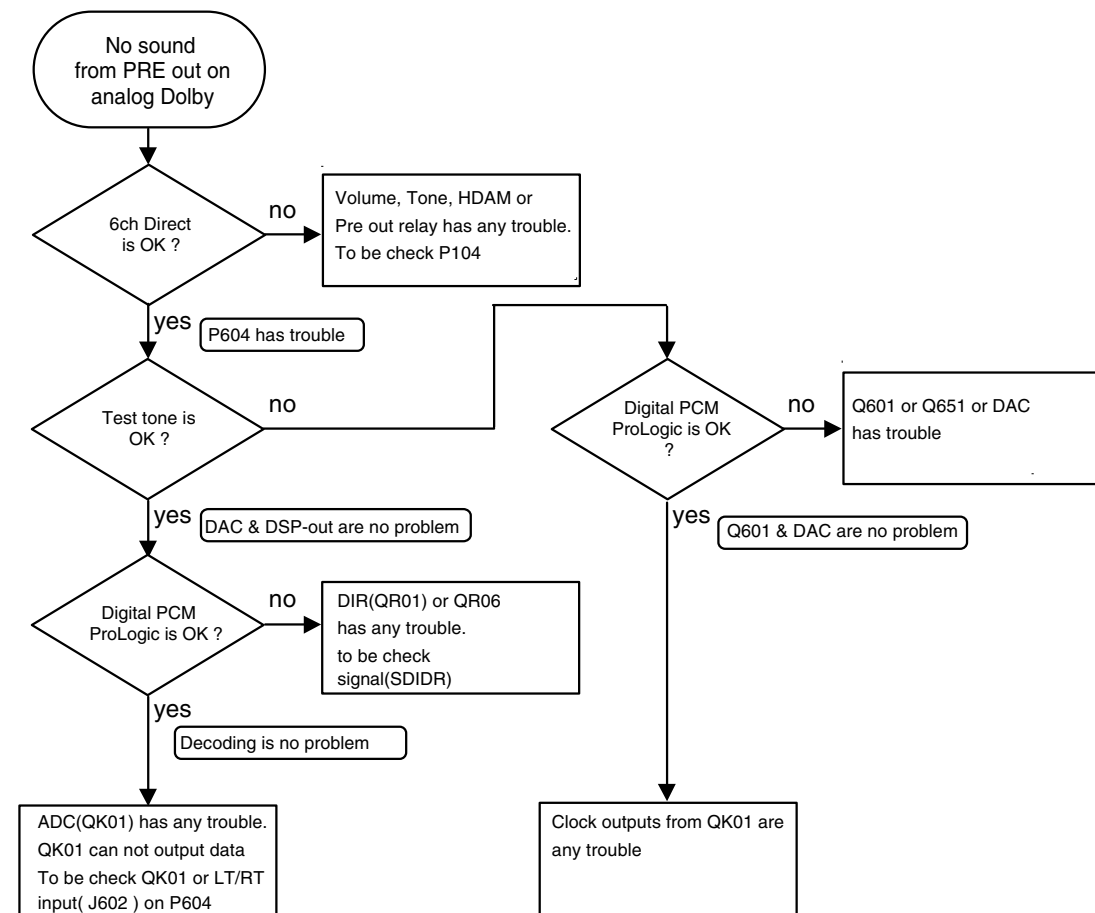 No sound
from PRE out on
analog Dolby
6ch Direct
is OK ?
no
Volume, Tone, HDAM or
Pre out relay has any trouble.
To be check P104
yes
P604 has trouble
Test tone is
OK ?
no
Digital PCM
ProLogic is OK
?
no
Q601 or Q651 or DAC
has trouble
yes
DAC & DSP-out are no problem
yes
Q601 & DAC are no problem
Digital PCM
ProLogic is OK ?
no
DIR(QR01) or QR06
has any trouble.
to be check
signal(SDIDR)
yes
Decoding is no problem
ADC(QK01) has any trouble.
QK01 can not output data
To be check QK01 or LT/RT
input( J602 ) on P604
Clock outputs from QK01 are
any trouble